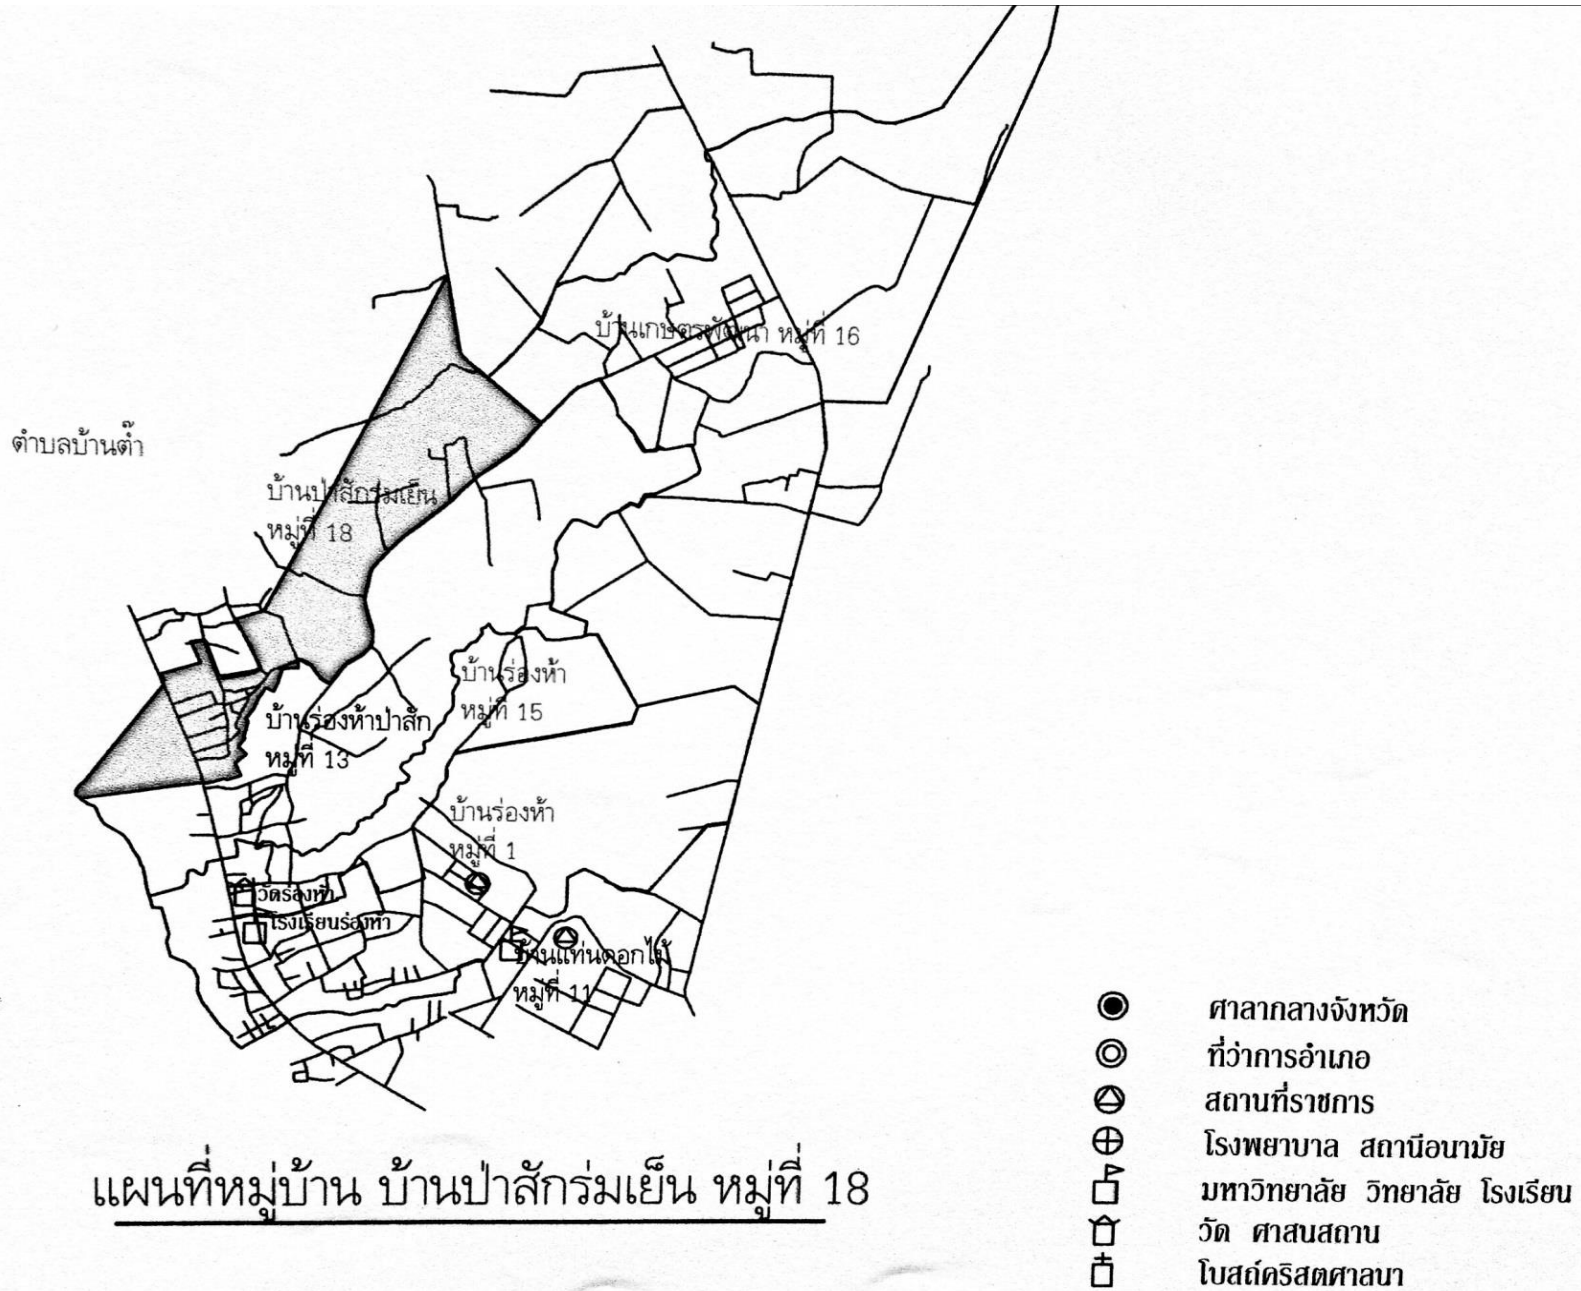 บ้านเกษตรพัฒนา หมู่ที่ 16
ตำบลบ้านต๊ำ
บ้านป่าสักร่มเย็น
หมู่ที่ 18
บ้านร่องห้า
หมู่ที่ 15
บ้านร่องห้าป่าสัก
หมู่ที่ 13
บ้านร่องห้า
หมู่ที่ 1
วัดร่องห้า
โรงเรียนร่องห้า
บ้านแท่นดอกไม้
หมู่ที่ 11
ศาลากลางจังหวัด
ที่ว่าการอำเภอ
สถานที่ราชการ
โรงพยาบาล สถานีอนามัย
มหาวิทยาลัย วิทยาลัย โรงเรียน
วัด ศาสนสถาน
โบสถ์คริสตศาลนา
แผนที่หมู่บ้าน บ้านป่าสักร่มเย็น หมู่ที่ 18